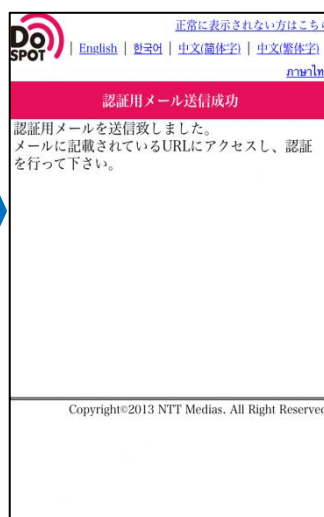 正常に表示されない方はこちら
Do
SPOT
| English | 한국어 | 中文(簡体字) | 中文(繁体字)
ภาษาไท
認証用メール送信成功
認証用メールを送信致しました。
メールに記載されているURLにアクセスし、認証
を行って下さい。
Copyright©2013 NTT Medias. All Right Reserved